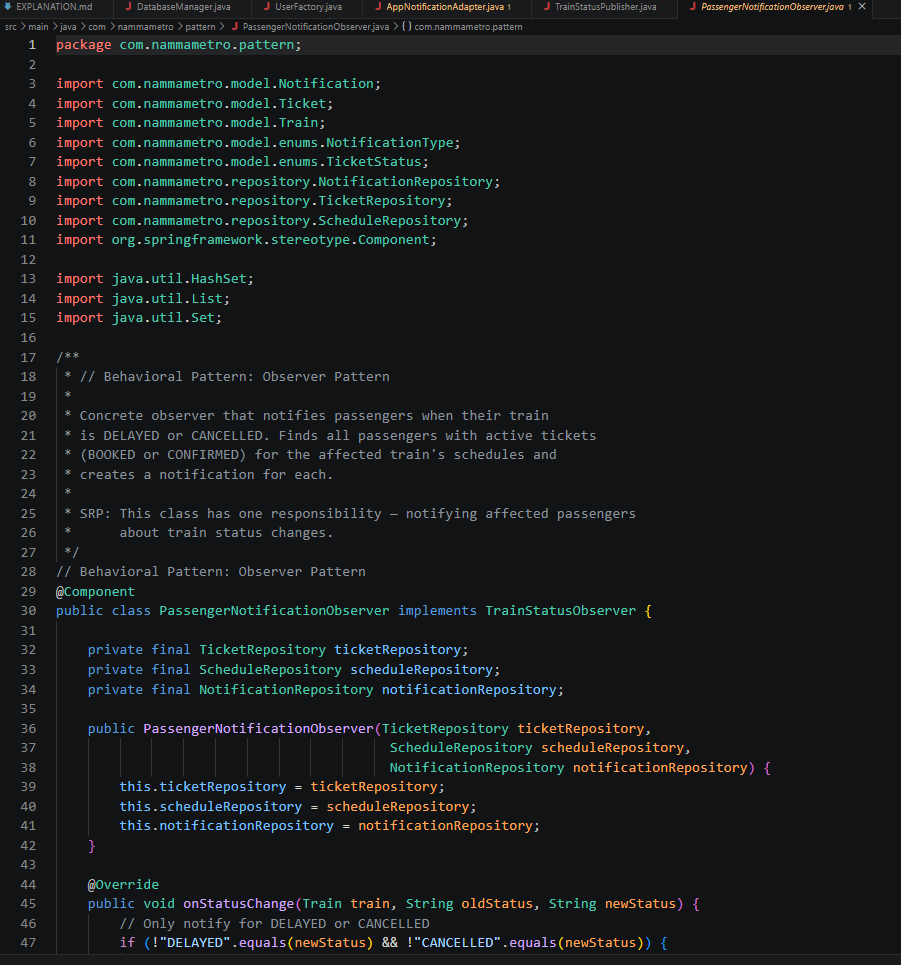 EXPLANATION.md DatabaseManager.java UserFactory.java AppNotificationAdapter.java 1 TrainStatusPublisher.java PassengerNotificationObserver.java 1
src > main > java > com > nammametro > pattern > PassengerNotificationObserver.java > {} com.nammametro.pattern
1 package com.nammametro.pattern;
2
3 import com.nammametro.model.Notification;
4 import com.nammametro.model.Ticket;
5 import com.nammametro.model.Train;
6 import com.nammametro.model.enums.NotificationType;
7 import com.nammametro.model.enums.TicketStatus;
8 import com.nammametro.repository.NotificationRepository;
9 import com.nammametro.repository.TicketRepository;
10 import com.nammametro.repository.ScheduleRepository;
11 import org.springframework.stereotype.Component;
12
13 import java.util.HashSet;
14 import java.util.List;
15 import java.util.Set;
16
17 /**
18  * // Behavioral Pattern: Observer Pattern
19  *
20  * Concrete observer that notifies passengers when their train
21  * is DELAYED or CANCELLED. Finds all passengers with active tickets
22  * (BOOKED or CONFIRMED) for the affected train's schedules and
23  * creates a notification for each.
24  *
25  * SRP: This class has one responsibility — notifying affected passengers
26  *      about train status changes.
27  */
28 // Behavioral Pattern: Observer Pattern
29 @Component
30 public class PassengerNotificationObserver implements TrainStatusObserver {
31
32     private final TicketRepository ticketRepository;
33     private final ScheduleRepository scheduleRepository;
34     private final NotificationRepository notificationRepository;
35
36     public PassengerNotificationObserver(TicketRepository ticketRepository,
37                                          ScheduleRepository scheduleRepository,
38                                          NotificationRepository notificationRepository) {
39         this.ticketRepository = ticketRepository;
40         this.scheduleRepository = scheduleRepository;
41         this.notificationRepository = notificationRepository;
42     }
43
44     @Override
45     public void onStatusChange(Train train, String oldStatus, String newStatus) {
46         // Only notify for DELAYED or CANCELLED
47         if (!"DELAYED".equals(newStatus) && !"CANCELLED".equals(newStatus)) {